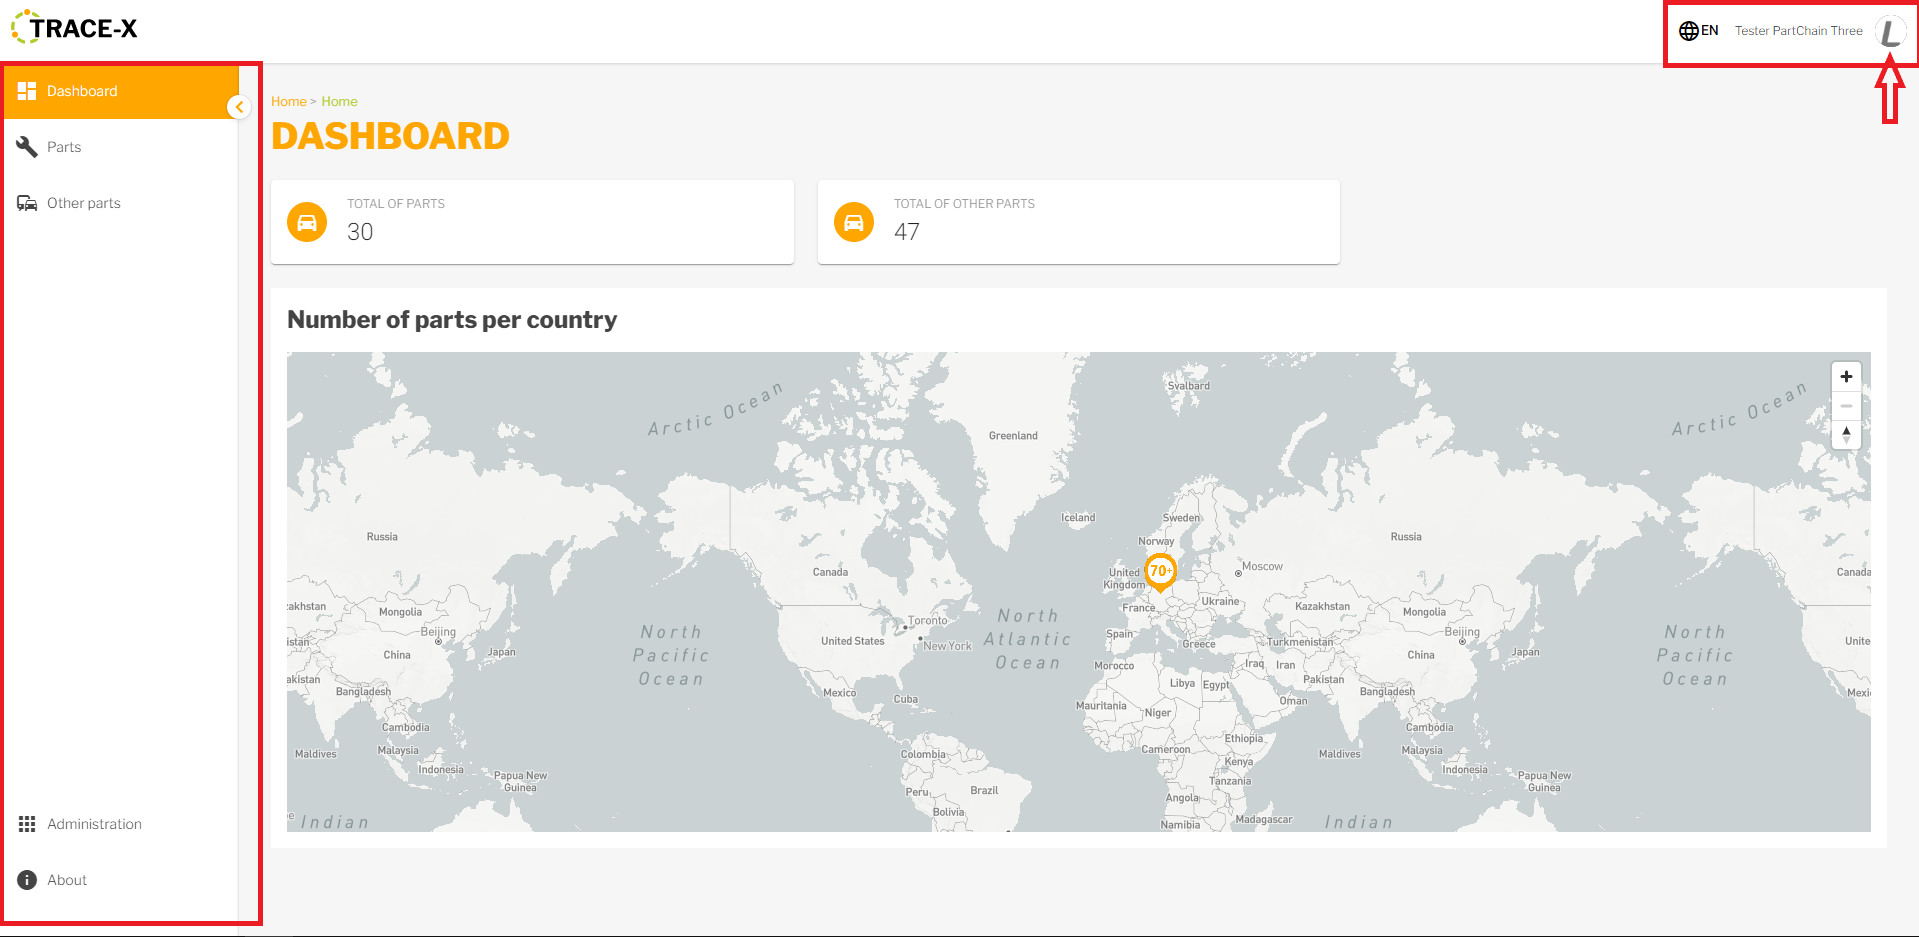 TRACE-X
EN
Tester PartChain Three
L
Dashboard
Parts
Other parts
Administration
About
Home > Home
DASHBOARD
TOTAL OF PARTS
30
TOTAL OF OTHER PARTS
47
Number of parts per country
Arctic Ocean
Svalbard
Arctic Ocean
Greenland
Iceland
Sweden
Russia
Norway
Russia
Canada
United
Kingdom
70+
Moscow
Canada
zakhstan
Mongolia
France
Ukraine
Kazakhstan
Mongolia
North
Pacific
Ocean
Toronto
North
Atlantic
Ocean
istan
Beijing
United States
New York
Spain
Greece
Turkmenistan
Beijing
North
Pacific
Ocean
Unite
China
Japan
Morocco
Iraq
Iran
China
Japan
akistan
Bangladesh
Mexico
Cuba
Libya
Egypt
Pakistan
Bangladesh
Mexi
Mauritania
Niger
Oman
Cambodia
Cambodia
Maldives
Malaysia
Colombia
Cameroon
Ethiopia
Maldives
Malaysia
Indonesia
Kenya
Indonesia
Papua New
Guinea
Peru
Brazil
Tanzania
Papua New
Guinea
Bolivia
Angola
e
Indian
Namibia
Madagascar
Indian